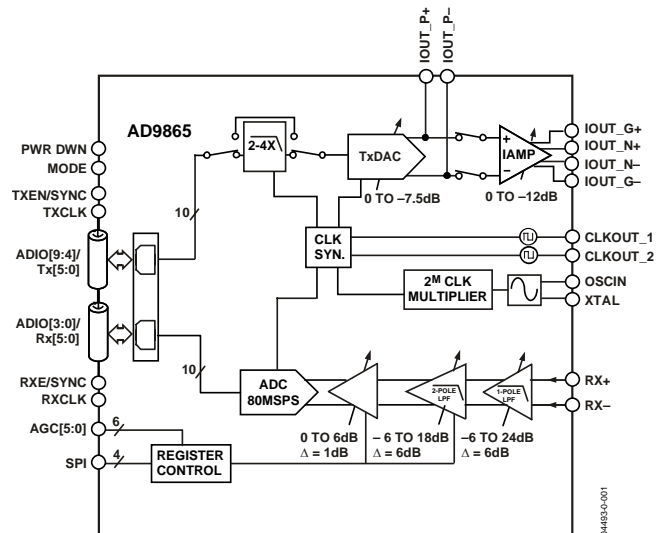 IOUT_P+
IOUT_P–
AD9865
PWR DWN
MODE
TXEN/SYNC
TXCLK
ADIO[9:4]/
Tx[5:0]
ADIO[3:0]/
Rx[5:0]
RXE/SYNC
RXCLK
AGC[5:0]
SPI
10
10
6
4
2-4X
TxDAC
0 TO –7.5dB
+
IAMP
–
0 TO –12dB
IOUT_G+
IOUT_N+
IOUT_N–
IOUT_G–
CLK
SYN.
CLKOUT_1
CLKOUT_2
2M CLK
MULTIPLIER
OSCIN
XTAL
ADC
80MSPS
2-POLE
LPF
1-POLE
LPF
RX+
RX–
0 TO 6dB
Δ = 1dB
– 6 TO 18dB
Δ = 6dB
–6 TO 24dB
Δ = 6dB
REGISTER
CONTROL
04493-0-001